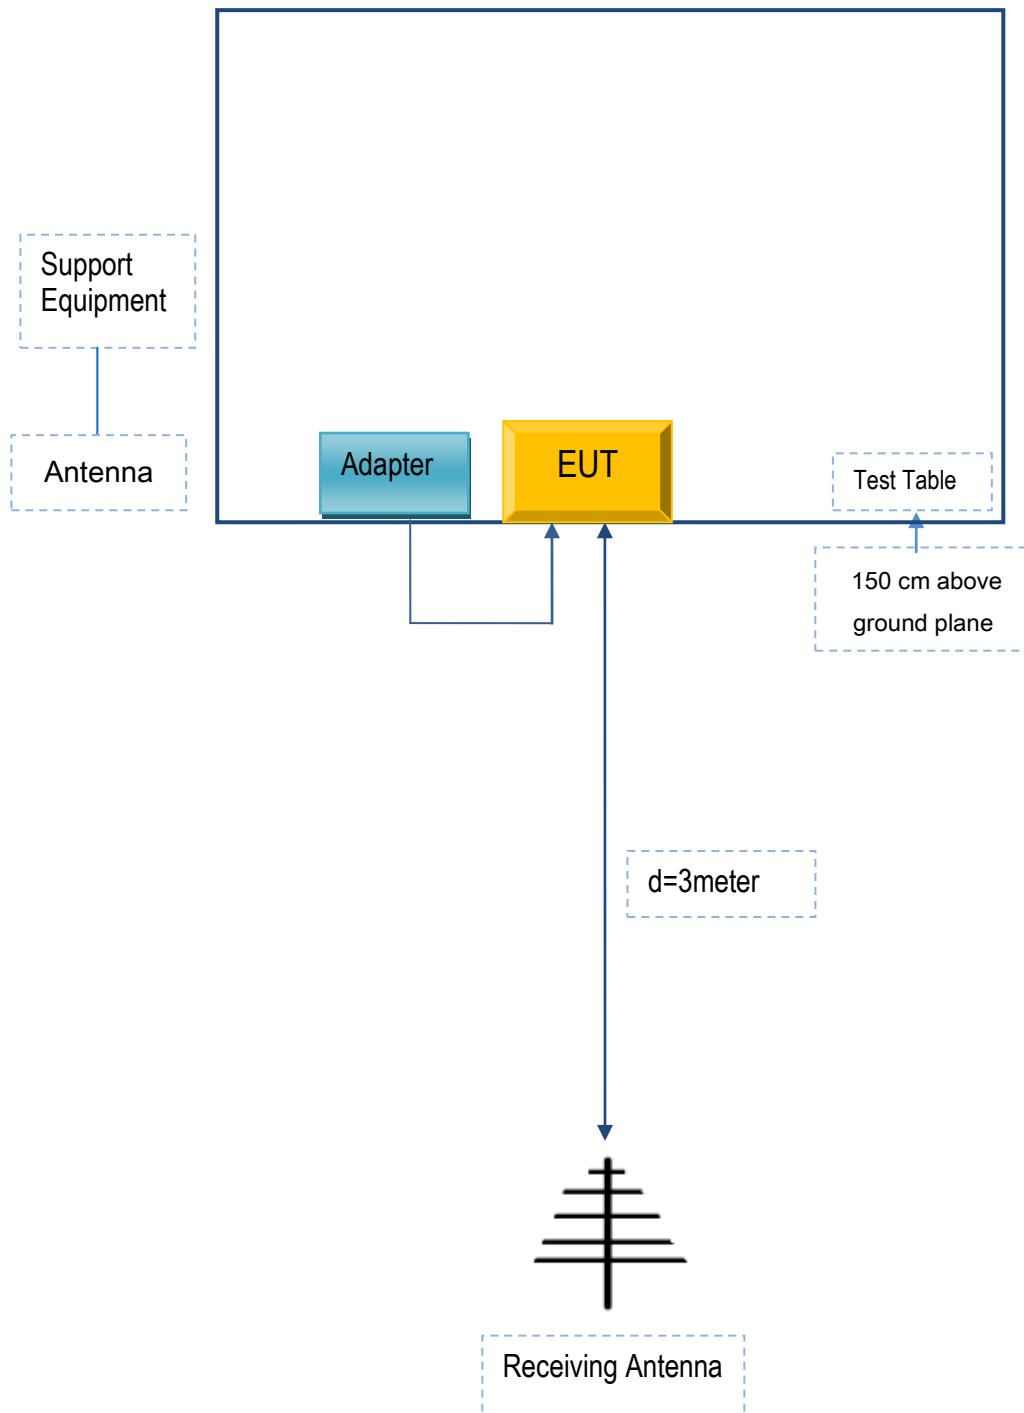 Support
Equipment
Antenna
Adapter
EUT
Test Table
150 cm above
ground plane
d=3meter
Receiving Antenna